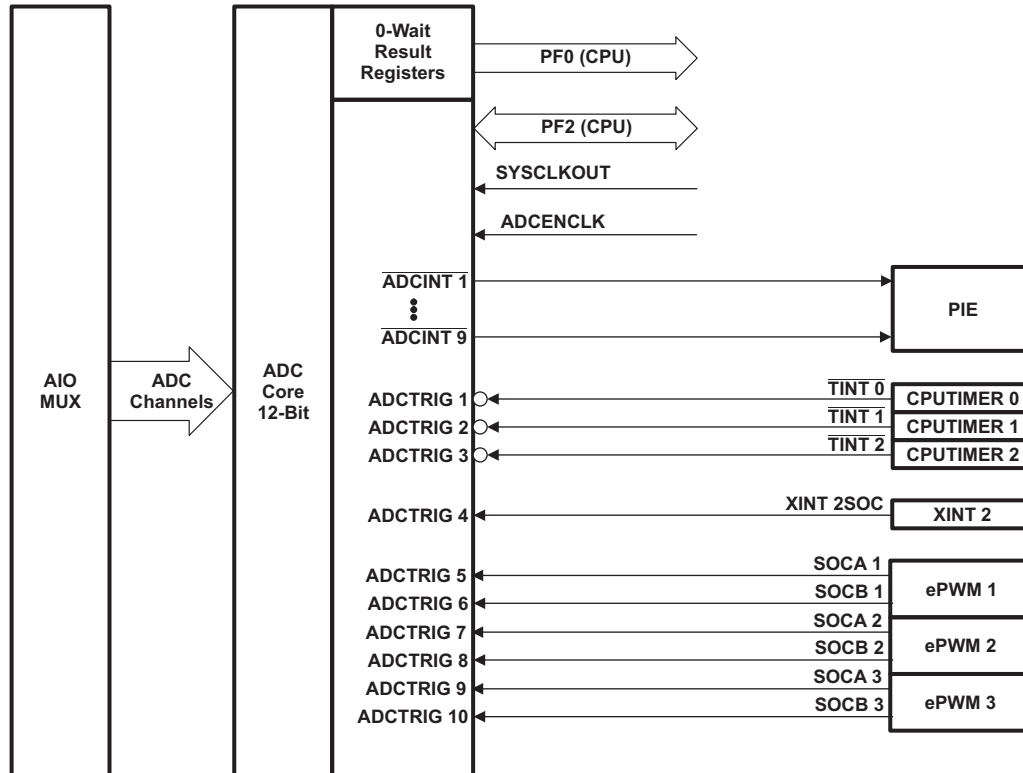 0-Wait
Result
Registers
PF0 (CPU)
PF2 (CPU)
SYSCLKOUT
ADCENCLK
ADCINT 1
PIE
ADCINT 9
AIO
MUX
ADC
Channels
ADC
Core
12-Bit
ADCTRIG 1
TINT 0
CPUTIMER 0
ADCTRIG 2
TINT 1
CPUTIMER 1
ADCTRIG 3
TINT 2
CPUTIMER 2
ADCTRIG 4
XINT 2SOC
XINT 2
ADCTRIG 5
SOCA 1
ePWM 1
ADCTRIG 6
SOCB 1
ADCTRIG 7
SOCA 2
ePWM 2
ADCTRIG 8
SOCB 2
ADCTRIG 9
SOCA 3
ePWM 3
ADCTRIG 10
SOCB 3